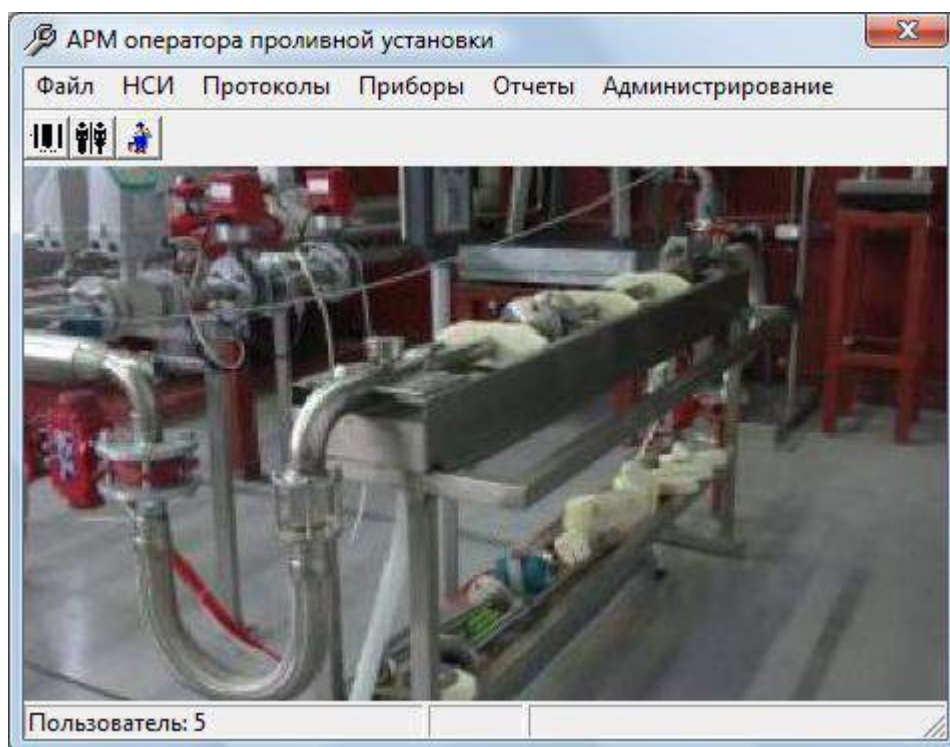 АРМ оператора проливной установки
Файл НСИ Протоколы Приборы Отчеты Администрирование
Пользователь: 5